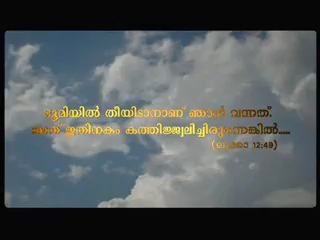 ഭൂമിയിൽ തീയിടാനാണ് ഞാൻ വന്നത്.
അത് ഇതിനകം കത്തിജ്ജ്വലിച്ചിരുന്നെങ്കിൽ.....
(ലൂക്കാ 12:49)